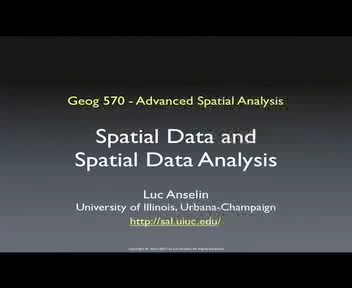 Geog 570 - Advanced Spatial Analysis
Spatial Data and
Spatial Data Analysis
Luc Anselin
University of Illinois, Urbana-Champaign
http://sal.uiuc.edu/